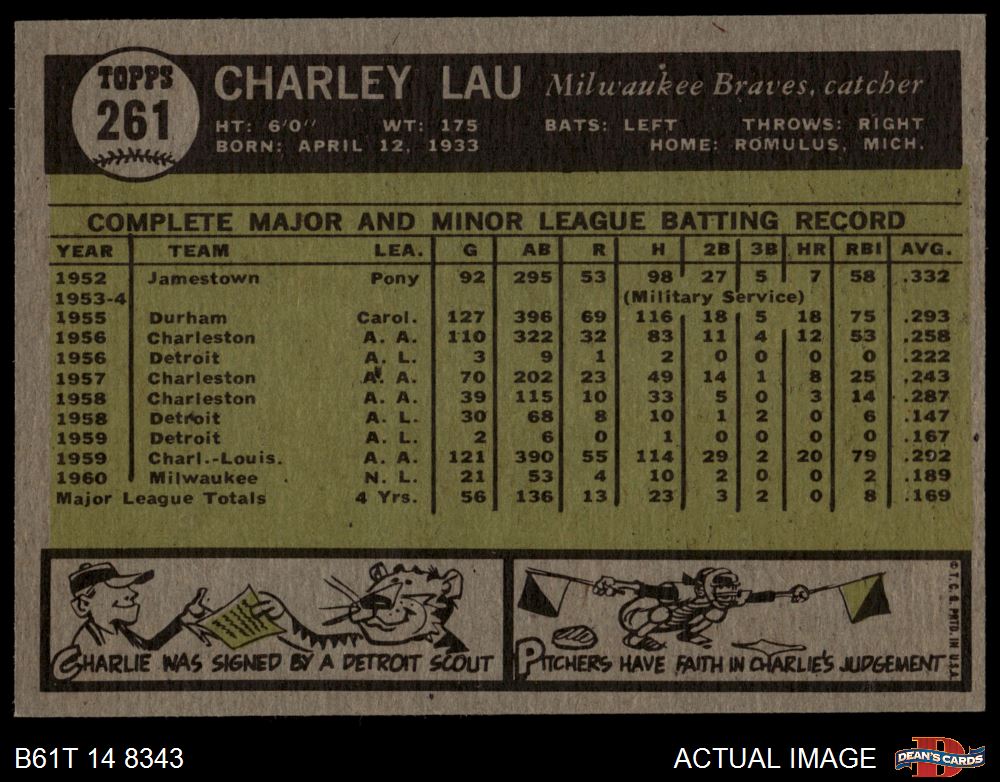 TOPPS
261
CHARLEY LAU Milwaukee Braves, catcher
HT: 6'0" WT: 175 BATS: LEFT THROWS: RIGHT
BORN: APRIL 12, 1933 HOME: ROMULUS, MICH.
COMPLETE MAJOR AND MINOR LEAGUE BATTING RECORD
YEAR TEAM LEA. G AB R H 2B 3B HR RBI AVG.
1952 Jamestown Pony 92 295 53 98 27 5 7 58 .332
1953-4 (Military Service)
1955 Durham Carol. 127 396 69 116 18 5 18 75 .293
1956 Charleston A. A. 110 322 32 83 11 4 12 53 .258
1956 Detroit A. L. 3 9 1 2 0 0 0 0 .222
1957 Charleston A. A. 70 202 23 49 14 1 8 25 .243
1958 Charleston A. A. 39 115 10 33 5 0 3 14 .287
1958 Detroit A. L. 30 68 8 10 1 2 0 6 .147
1959 Detroit A. L. 2 6 0 1 0 0 0 0 .167
1959 Charl.-Louis. A. A. 121 390 55 114 29 2 20 79 .292
1960 Milwaukee N. L. 21 53 4 10 2 0 0 2 .189
Major League Totals 4 Yrs. 56 136 13 23 3 2 0 8 .169
CHARLIE WAS SIGNED BY A DETROIT SCOUT
PITCHERS HAVE FAITH IN CHARLIE'S JUDGEMENT
© T. C. G. PRTD. IN U.S.A.
B61T 14 8343
ACTUAL IMAGE
D
DEAN'S CARDS